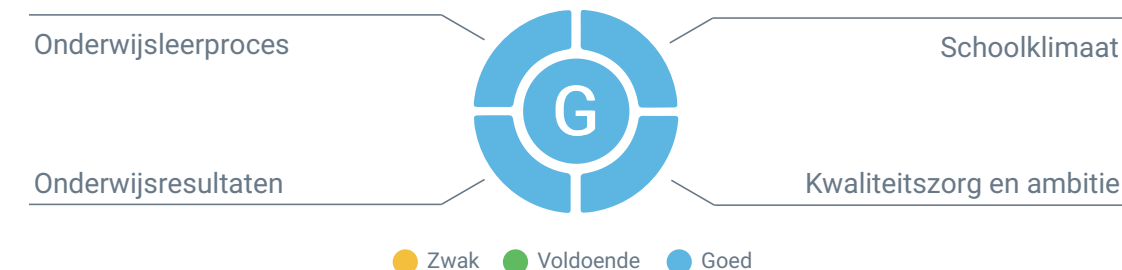 Onderwijsleerproces
Schoolklimaat
G
Onderwijsresultaten
Kwaliteitszorg en ambitie
Zwak Voldoende Goed